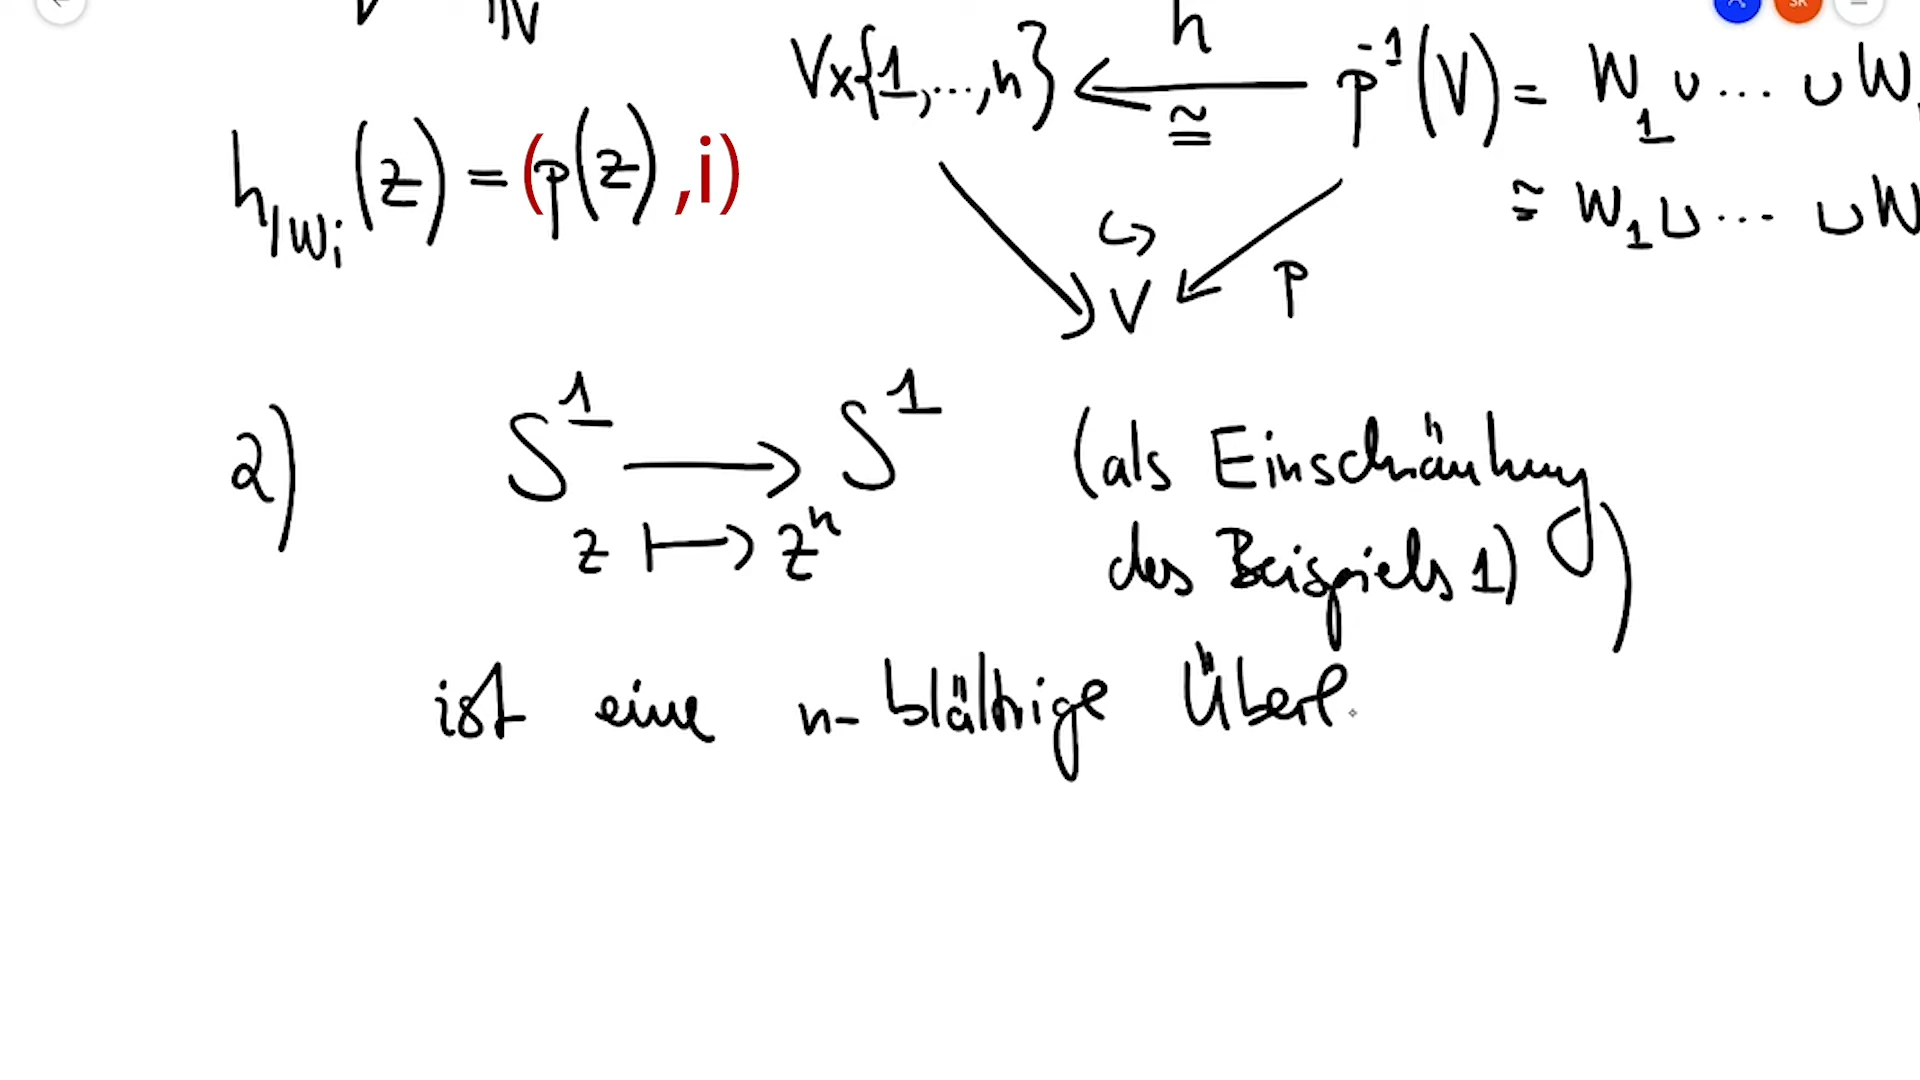 V×{1,...,n} ←h ≅ p⁻¹(V) = W₁ ∪ ... ∪ W
h|Wᵢ (z) = (p(z) ,i)
≅ W₁ ⊔ ... ⊔ W
↪
V p
2) S¹ ⟶ S¹ (als Einschränkung
z ⟼ zⁿ des Beispiels 1))
ist eine n-blättrige Überl.